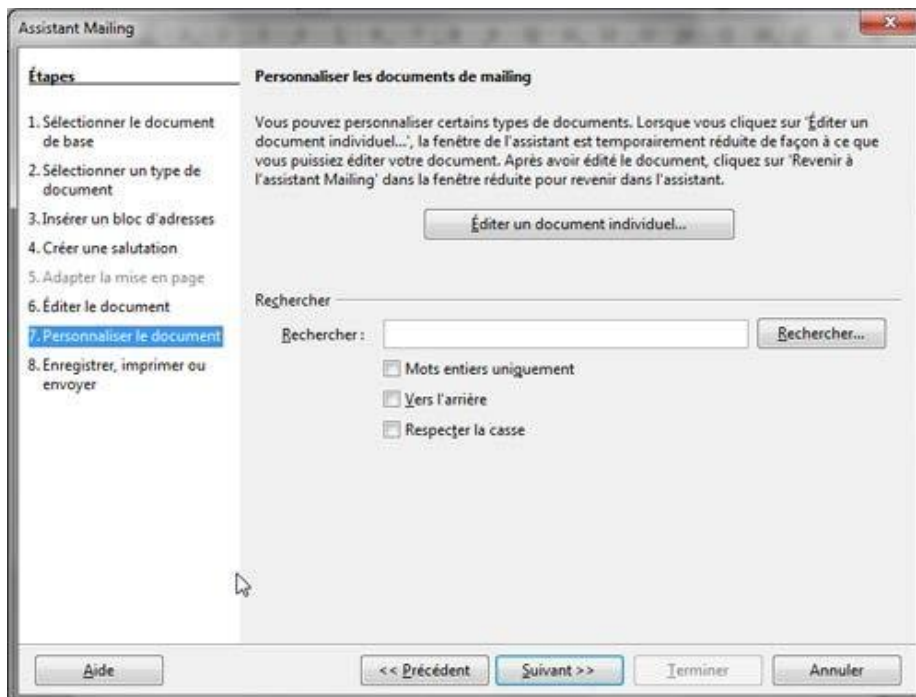 Assistant Mailing
Étapes
1. Sélectionner le document
de base
2. Sélectionner un type de
document
3. Insérer un bloc d'adresses
4. Créer une salutation
5. Adapter la mise en page
6. Éditer le document
7. Personnaliser le document
8. Enregistrer, imprimer ou
envoyer
Personnaliser les documents de mailing
Vous pouvez personnaliser certains types de documents. Lorsque vous cliquez sur 'Éditer un
document individuel...', la fenêtre de l'assistant est temporairement réduite de façon à ce que
vous puissiez éditer votre document. Après avoir édité le document, cliquez sur 'Revenir à
l'assistant Mailing' dans la fenêtre réduite pour revenir dans l'assistant.
Éditer un document individuel...
Rechercher
Rechercher :
Rechercher...
Mots entiers uniquement
Vers l'arrière
Respecter la casse
Aide
<< Précédent
Suivant >>
Terminer
Annuler